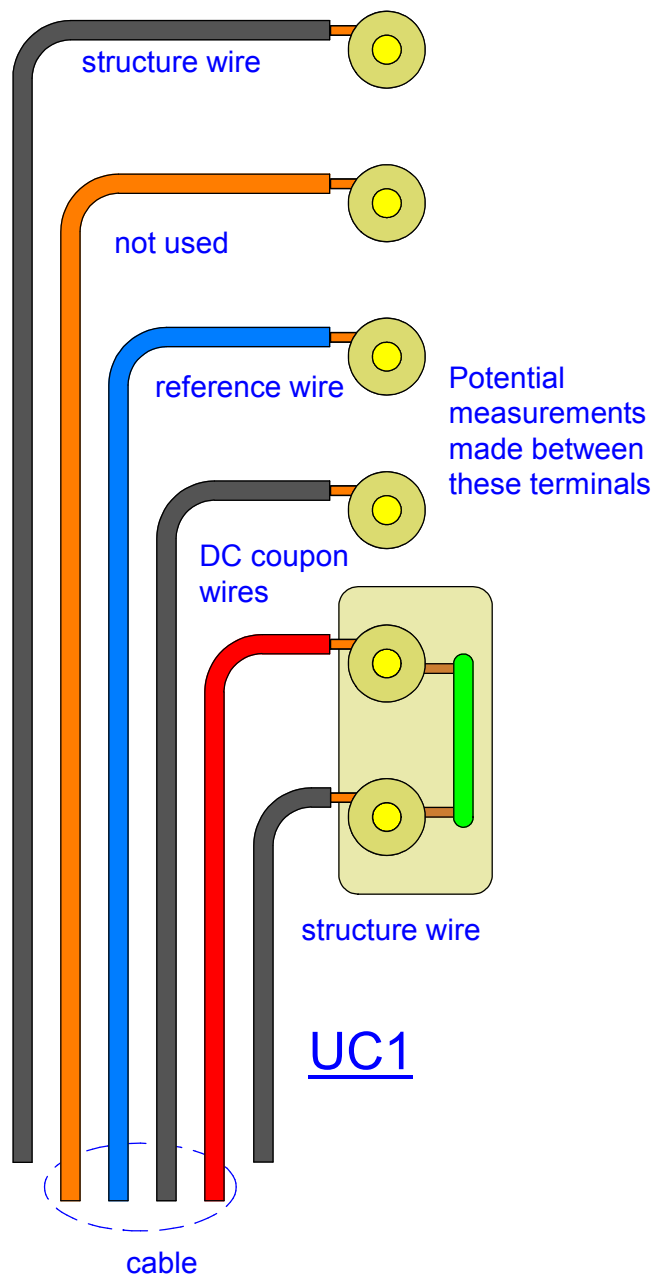 structure wire
not used
reference wire
Potential
measurements
made between
these terminals
DC coupon
wires
structure wire
UC1
cable